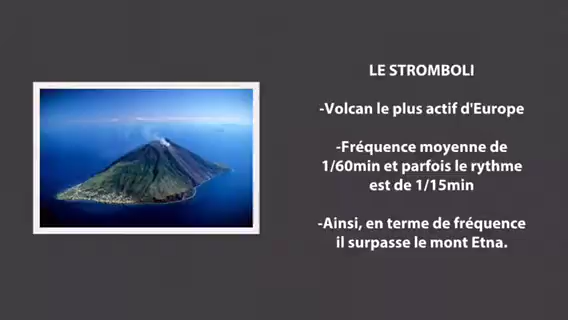 LE STROMBOLI
-Volcan le plus actif d'Europe
-Fréquence moyenne de
1/60min et parfois le rythme
est de 1/15min
-Ainsi, en terme de fréquence
il surpasse le mont Etna.